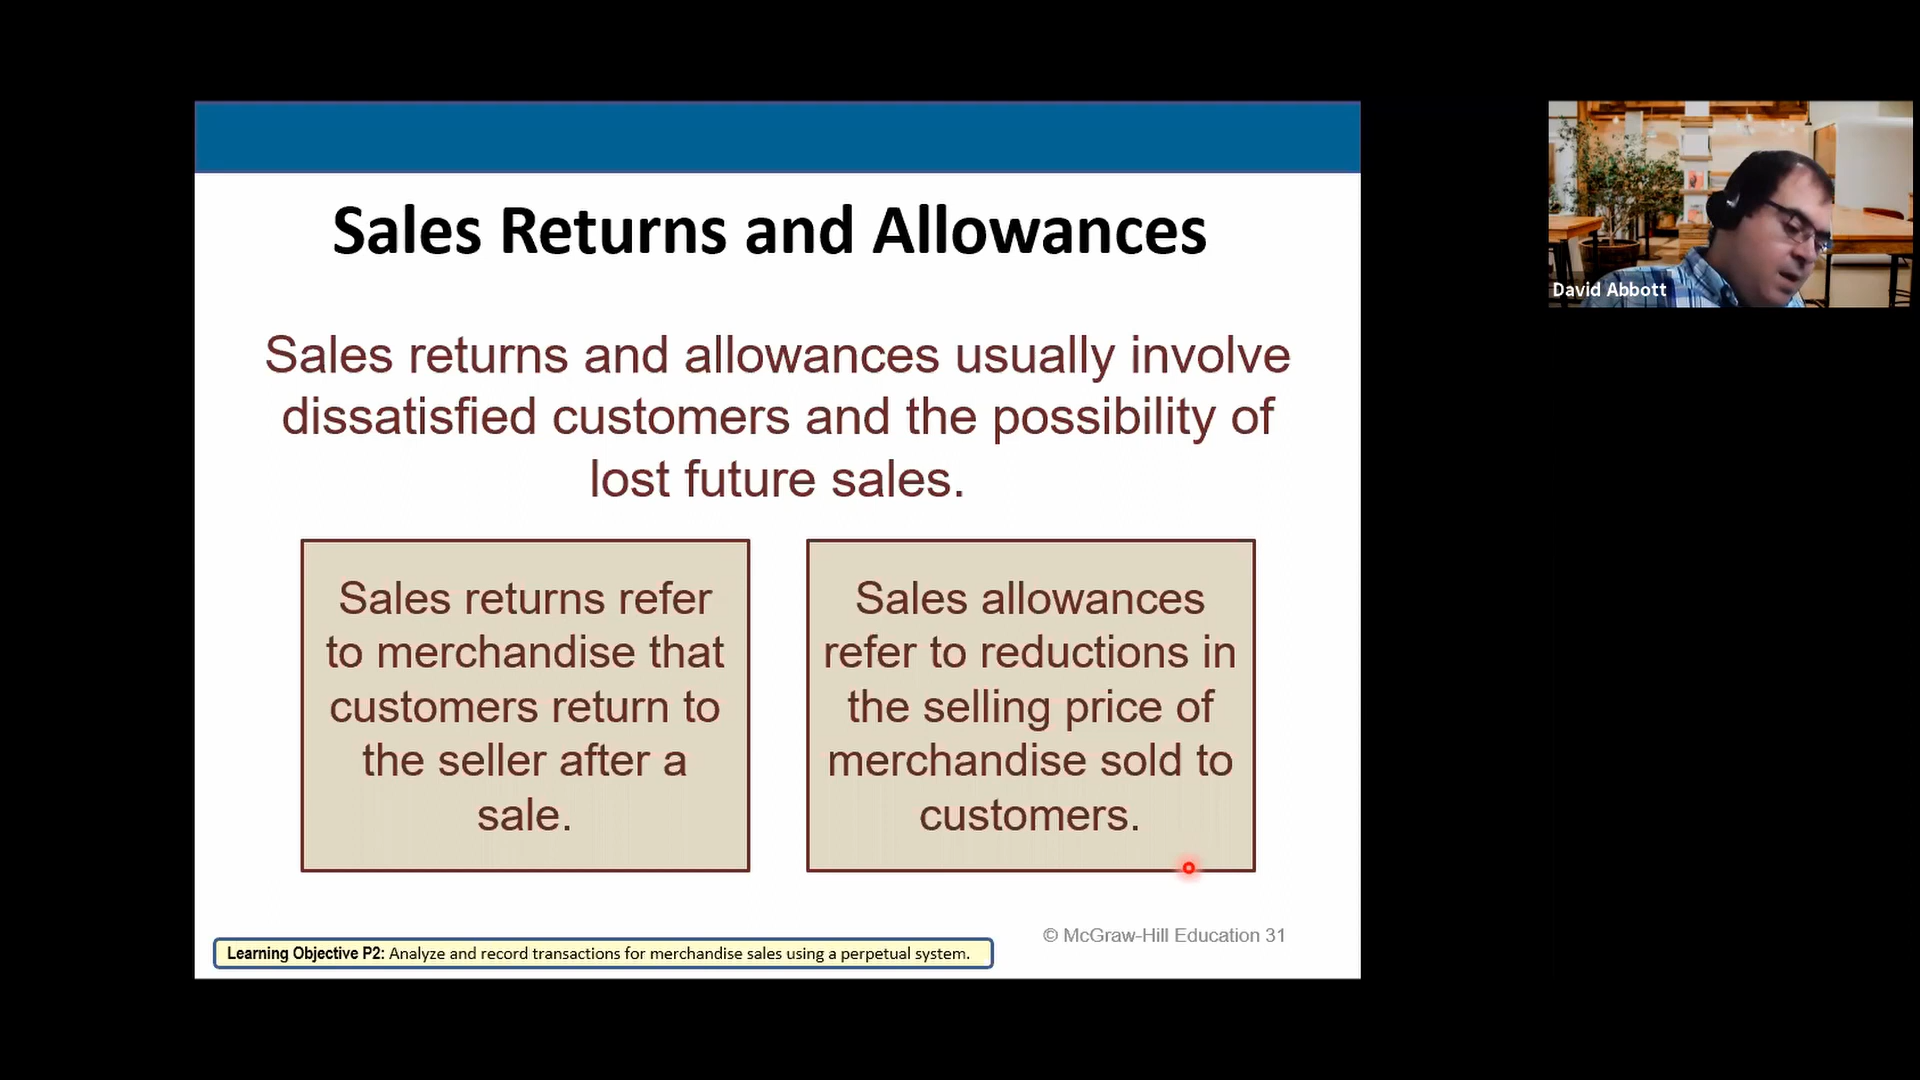 Sales Returns and Allowances
Sales returns and allowances usually involve
dissatisfied customers and the possibility of
lost future sales.
Sales returns refer
to merchandise that
customers return to
the seller after a
sale.
Sales allowances
refer to reductions in
the selling price of
merchandise sold to
customers.
Learning Objective P2: Analyze and record transactions for merchandise sales using a perpetual system.
© McGraw-Hill Education 31
David Abbott